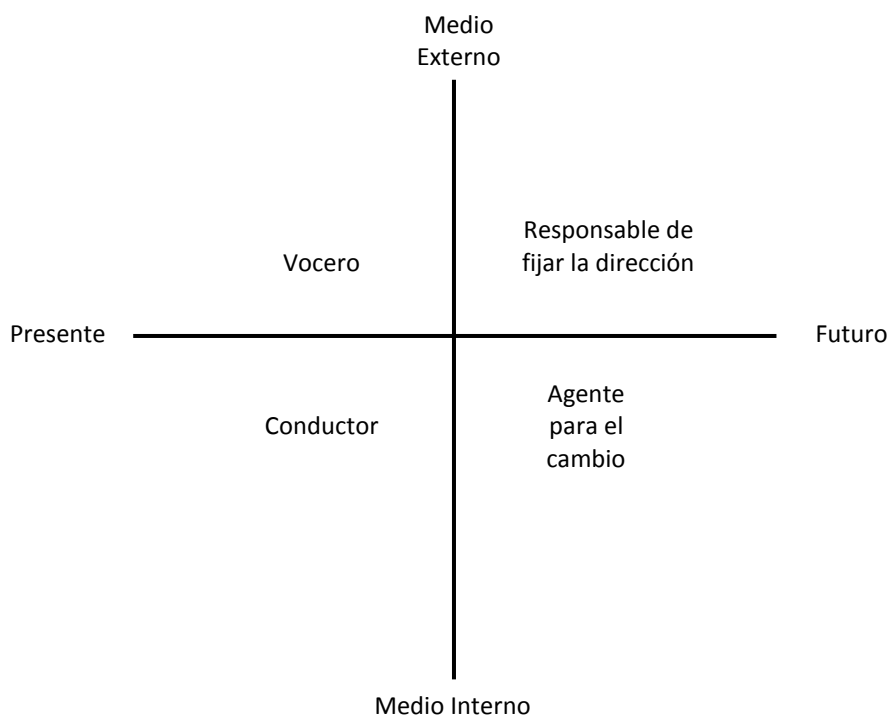 Medio
Externo
Responsable de
fijar la dirección
Vocero
Presente
Futuro
Agente
para el
cambio
Conductor
Medio Interno